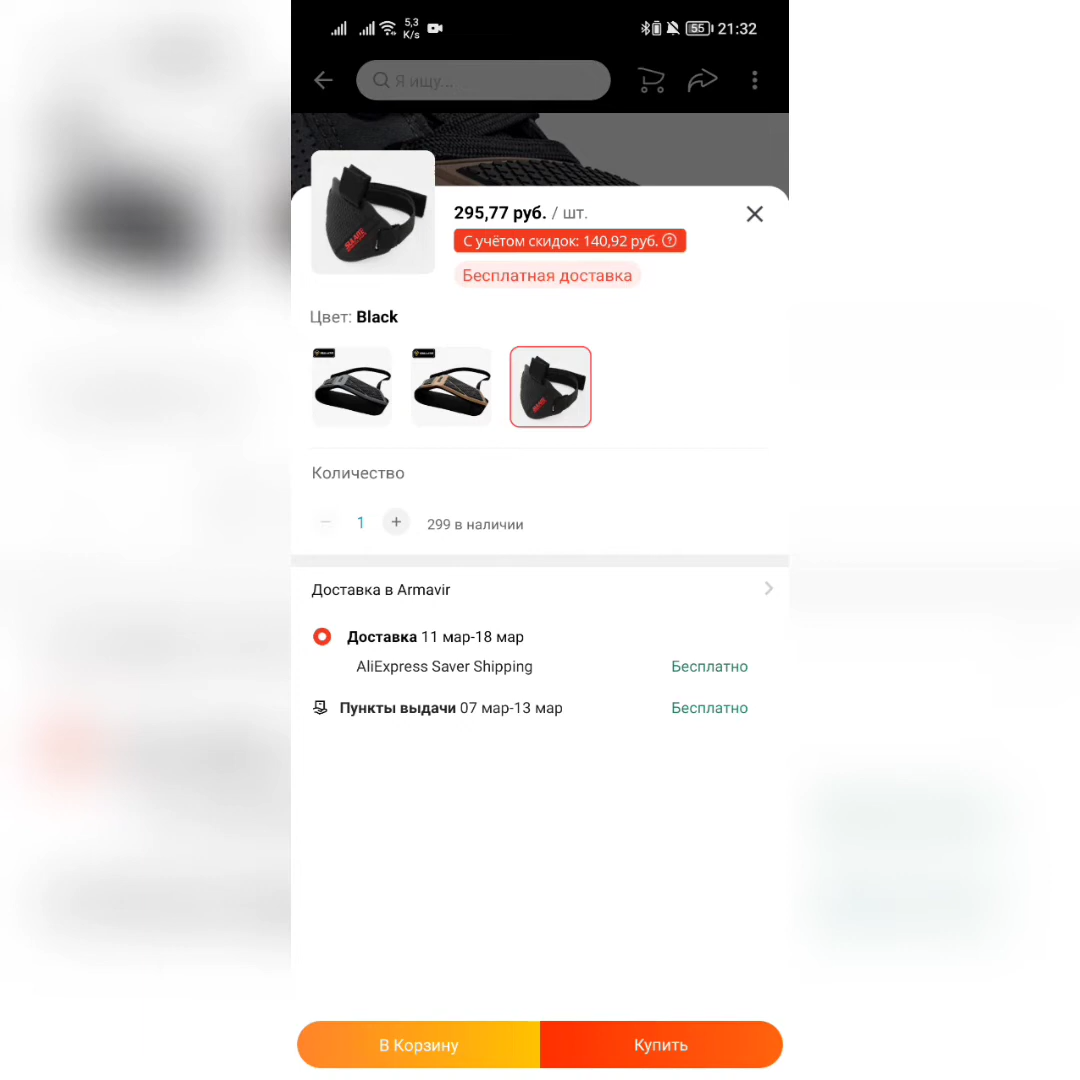 5,3
K/s
55
21:32
Я ищу...
295,77 руб. / шт.
С учётом скидок: 140,92 руб. ?
Бесплатная доставка
Цвет: Black
Количество
1
299 в наличии
Доставка в Armavir
Доставка 11 мар-18 мар
AliExpress Saver Shipping
Бесплатно
Пункты выдачи 07 мар-13 мар
Бесплатно
В Корзину
Купить